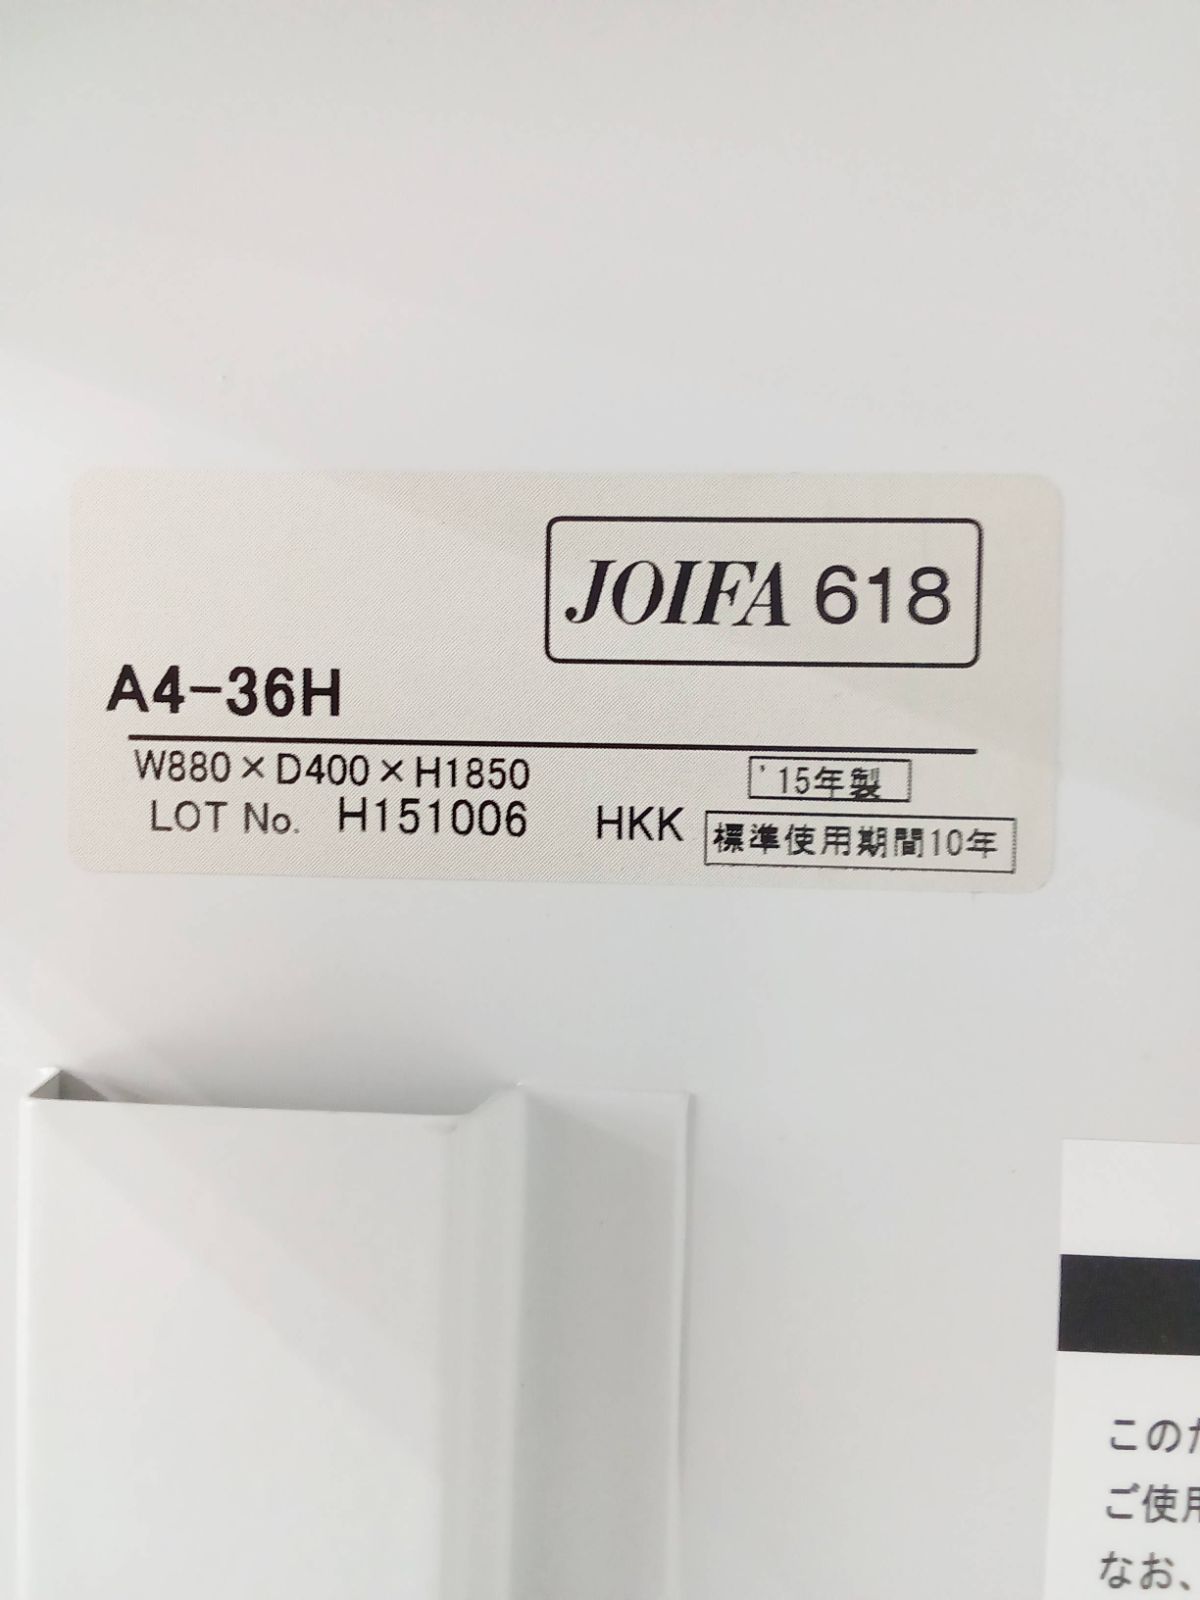 JOIFA 618
A4-36H
W880×D400×H1850
'15年製
LOT No. H151006 HKK
標準使用期間10年
この
ご使用
なお、